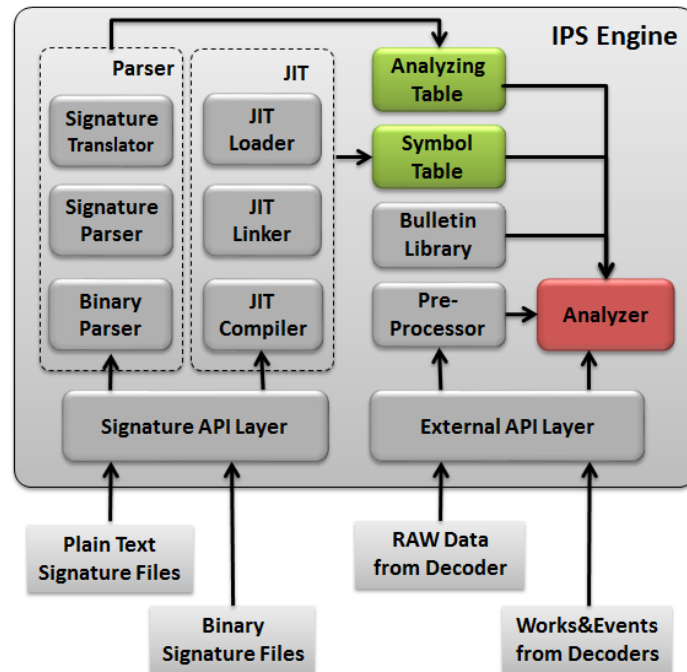 IPS Engine
Parser
JIT
Signature
Translator
Signature
Parser
Binary
Parser
JIT
Loader
JIT
Linker
JIT
Compiler
Analyzing
Table
Symbol
Table
Bulletin
Library
Pre-
Processor
Analyzer
Signature API Layer
External API Layer
Plain Text
Signature Files
Binary
Signature Files
RAW Data
from Decoder
Works&Events
from Decoders